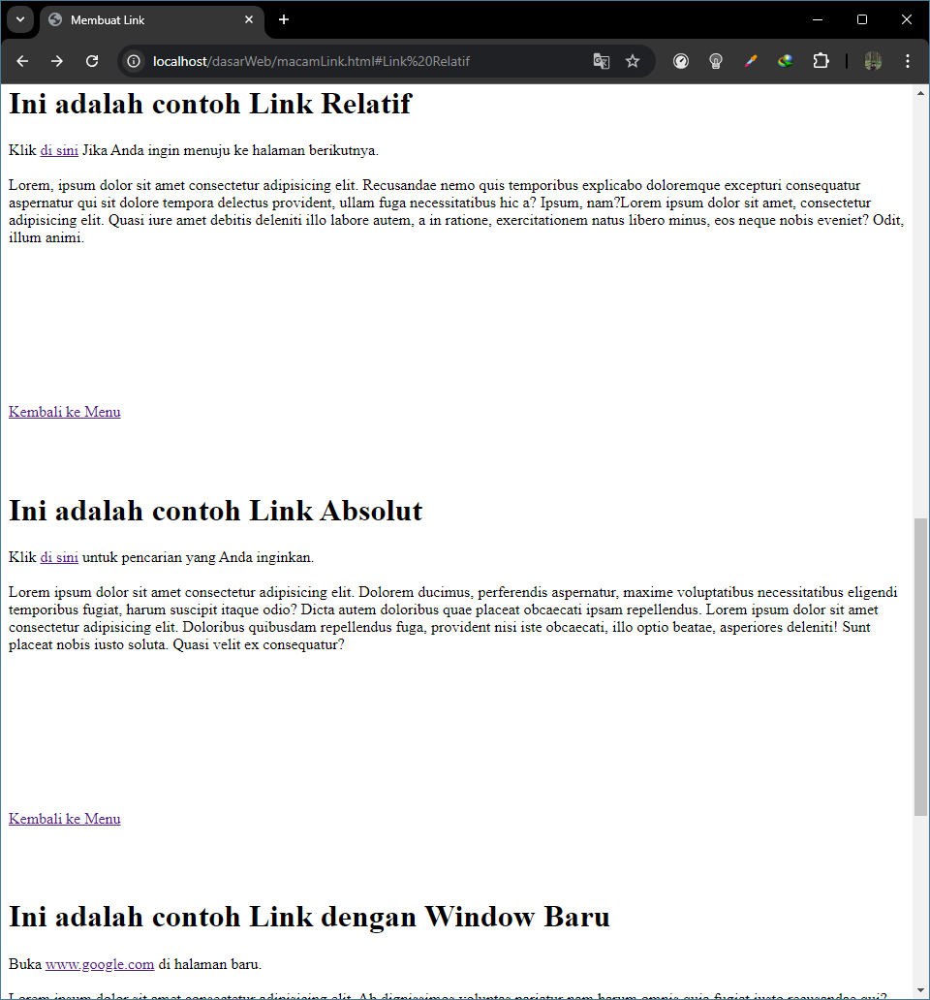 Membuat Link
localhost/dasarWeb/macamLink.html#Link%20Relatif
Ini adalah contoh Link Relatif
Klik di sini Jika Anda ingin menuju ke halaman berikutnya.
Lorem, ipsum dolor sit amet consectetur adipisicing elit. Recusandae nemo quis temporibus explicabo doloremque excepturi consequatur
aspernatur qui sit dolore tempora delectus provident, ullam fuga necessitatibus hic a? Ipsum, nam?Lorem ipsum dolor sit amet, consectetur
adipisicing elit. Quasi iure amet debitis deleniti illo labore autem, a in ratione, exercitationem natus libero minus, eos neque nobis eveniet? Odit,
illum animi.
Kembali ke Menu
Ini adalah contoh Link Absolut
Klik di sini untuk pencarian yang Anda inginkan.
Lorem ipsum dolor sit amet consectetur adipisicing elit. Dolorem ducimus, perferendis aspernatur, maxime voluptatibus necessitatibus eligendi
temporibus fugiat, harum suscipit itaque odio? Dicta autem doloribus quae placeat obcaecati ipsam repellendus. Lorem ipsum dolor sit amet
consectetur adipisicing elit. Doloribus quibusdam repellendus fuga, provident nisi iste obcaecati, illo optio beatae, asperiores deleniti! Sunt
placeat nobis iusto soluta. Quasi velit ex consequatur?
Kembali ke Menu
Ini adalah contoh Link dengan Window Baru
Buka www.google.com di halaman baru.
Lorem ipsum dolor sit amet consectetur adipisicing elit. Ab dignissimos voluptas pariatur nam harum omnis quia fugiat iusto recusandae qui?